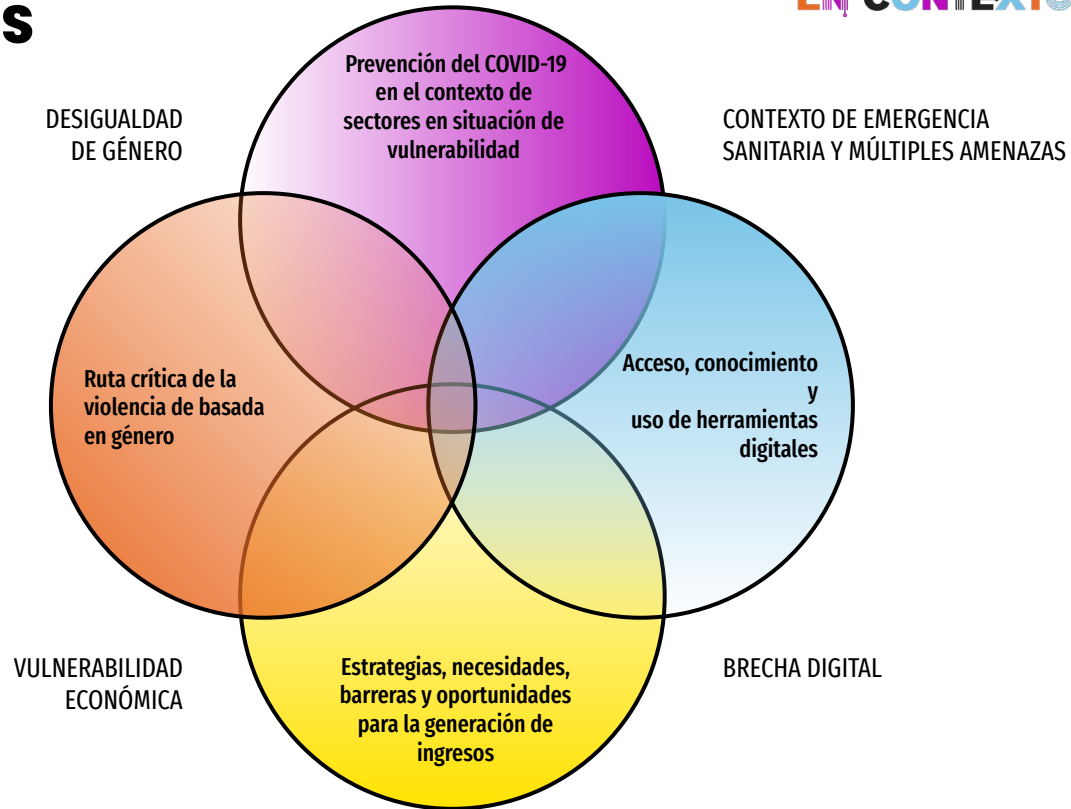 S
EN CONTEXTO
Prevención del COVID-19
en el contexto de
sectores en situación de
vulnerabilidad
DESIGUALDAD
DE GÉNERO
CONTEXTO DE EMERGENCIA
SANITARIA Y MÚLTIPLES AMENAZAS
Ruta crítica de la
violencia de basada
en género
Acceso, conocimiento
y
uso de herramientas
digitales
VULNERABILIDAD
ECONÓMICA
Estrategias, necesidades,
barreras y oportunidades
para la generación de
ingresos
BRECHA DIGITAL